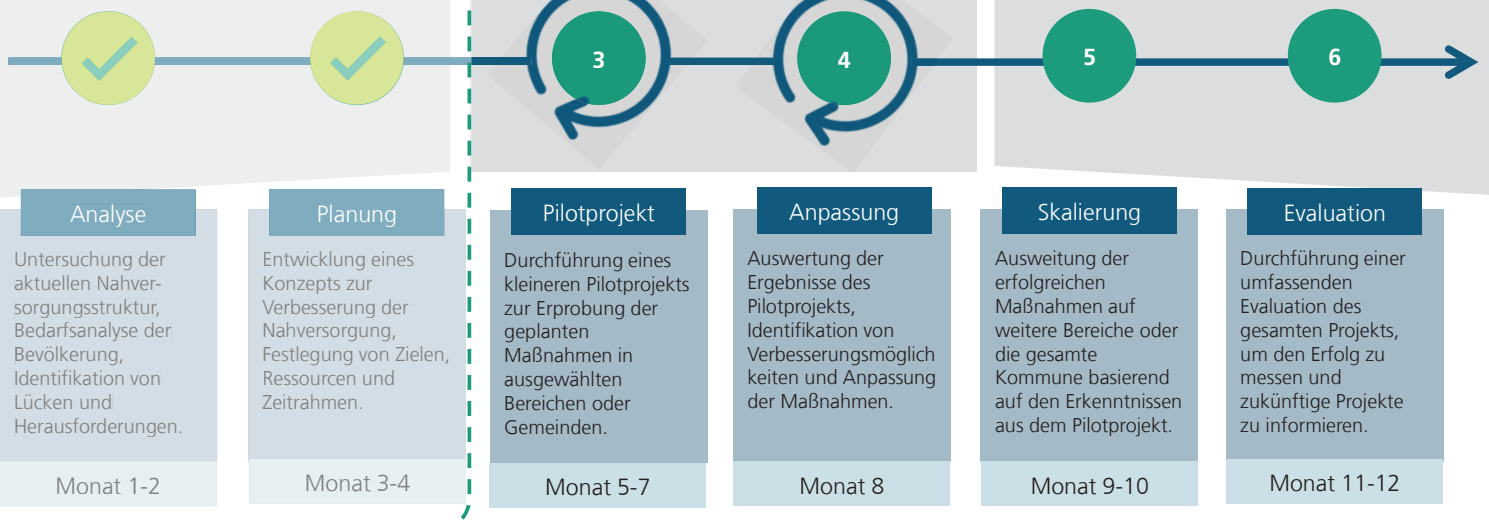 3
4
5
6
Analyse
Untersuchung der
aktuellen Nahver-
sorgungsstruktur,
Bedarfsanalyse der
Bevölkerung,
Identifikation von
Lücken und
Herausforderungen.
Monat 1-2
Planung
Entwicklung eines
Konzepts zur
Verbesserung der
Nahversorgung,
Festlegung von Zielen,
Ressourcen und
Zeitrahmen.
Monat 3-4
Pilotprojekt
Durchführung eines
kleineren Pilotprojekts
zur Erprobung der
geplanten
Maßnahmen in
ausgewählten
Bereichen oder
Gemeinden.
Monat 5-7
Anpassung
Auswertung der
Ergebnisse des
Pilotprojekts,
Identifikation von
Verbesserungsmöglich
keiten und Anpassung
der Maßnahmen.
Monat 8
Skalierung
Ausweitung der
erfolgreichen
Maßnahmen auf
weitere Bereiche oder
die gesamte
Kommune basierend
auf den Erkenntnissen
aus dem Pilotprojekt.
Monat 9-10
Evaluation
Durchführung einer
umfassenden
Evaluation des
gesamten Projekts,
um den Erfolg zu
messen und
zukünftige Projekte
zu informieren.
Monat 11-12